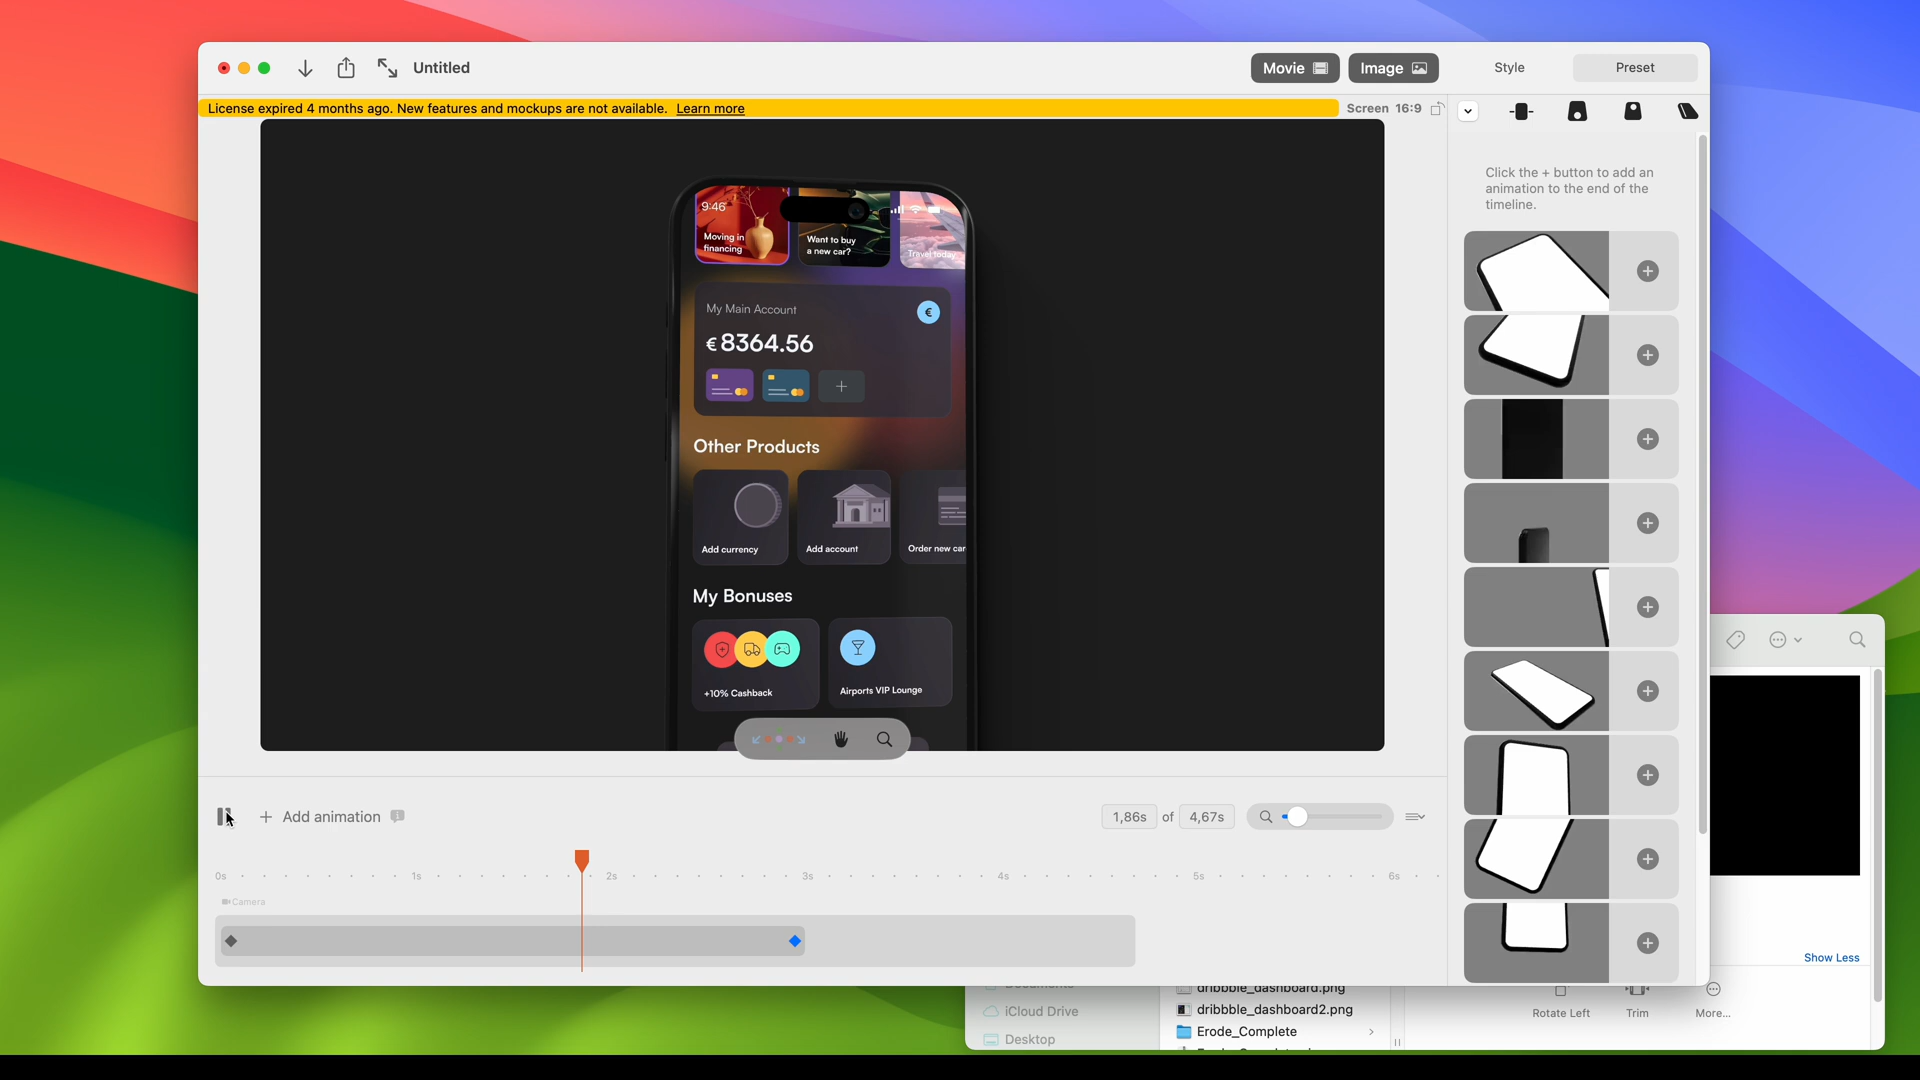 Untitled
Movie
Image
Style
Preset
License expired 4 months ago. New features and mockups are not available. Learn more
Screen 16:9
Click the + button to add an
animation to the end of the
timeline.
9:46
Moving in
financing
Want to buy
a new car?
Travel today
My Main Account
€
€ 8364.56
Other Products
Add currency
Add account
Order new car
My Bonuses
+10% Cashback
Airports VIP Lounge
Add animation
1,86s of 4,67s
0s
1s
2s
3s
4s
5s
6s
Camera
Show Less
Documents
dribbble_dashboard.png
iCloud Drive
dribbble_dashboard2.png
Rotate Left
Trim
More...
Erode_Complete
Desktop